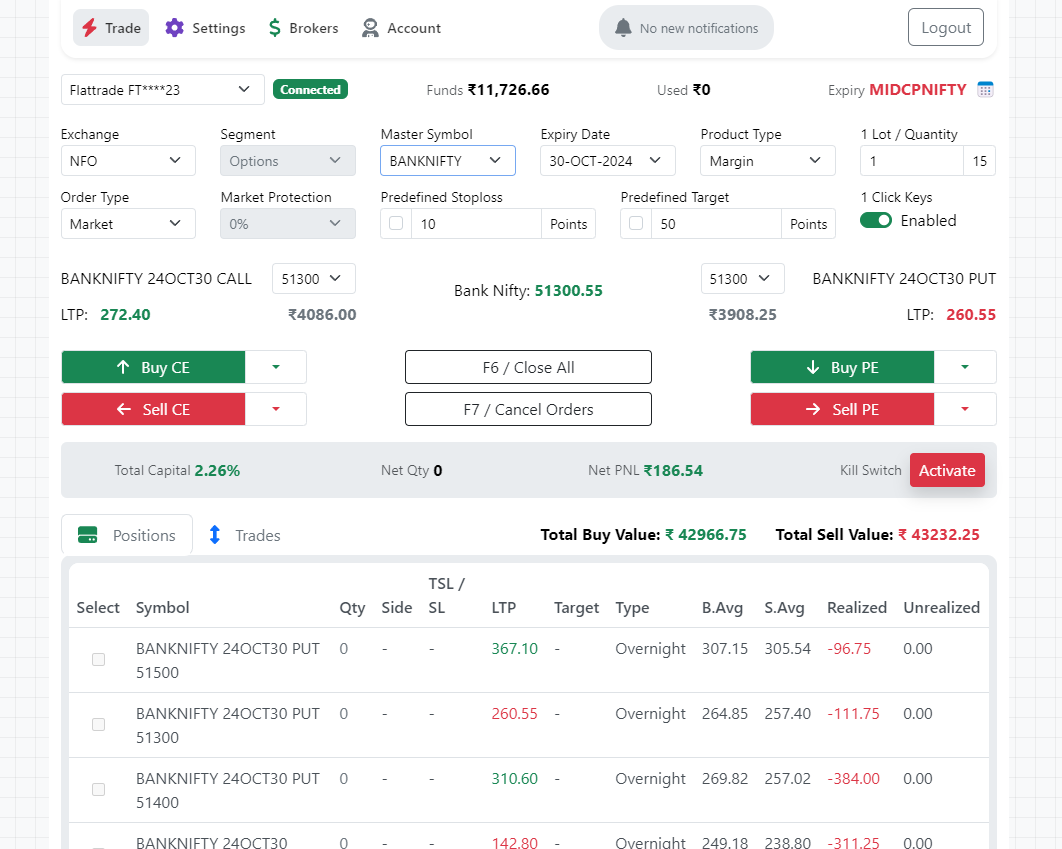 Trade Settings Brokers Account No new notifications Logout
Flattrade FT****23 Connected Funds ₹11,726.66 Used ₹0 Expiry MIDCPNIFTY
Exchange Segment Master Symbol Expiry Date Product Type 1 Lot / Quantity
NFO Options BANKNIFTY 30-OCT-2024 Margin 1 15
Order Type Market Protection Predefined Stoploss Predefined Target 1 Click Keys
Market 0% 10 Points 50 Points Enabled
BANKNIFTY 24OCT30 CALL 51300 Bank Nifty: 51300.55 51300 BANKNIFTY 24OCT30 PUT
LTP: 272.40 ₹4086.00 ₹3908.25 LTP: 260.55
Buy CE F6 / Close All Buy PE
Sell CE F7 / Cancel Orders Sell PE
Total Capital 2.26% Net Qty 0 Net PNL ₹186.54 Kill Switch Activate
Positions Trades Total Buy Value: ₹ 42966.75 Total Sell Value: ₹ 43232.25
Select Symbol Qty Side TSL / SL LTP Target Type B.Avg S.Avg Realized Unrealized
BANKNIFTY 24OCT30 PUT 0 - - 367.10 - Overnight 307.15 305.54 -96.75 0.00
51500
BANKNIFTY 24OCT30 PUT 0 - - 260.55 - Overnight 264.85 257.40 -111.75 0.00
51300
BANKNIFTY 24OCT30 PUT 0 - - 310.60 - Overnight 269.82 257.02 -384.00 0.00
51400
BANKNIFTY 24OCT30 0 - - 142.80 - Overnight 249.18 238.80 -311.25 0.00